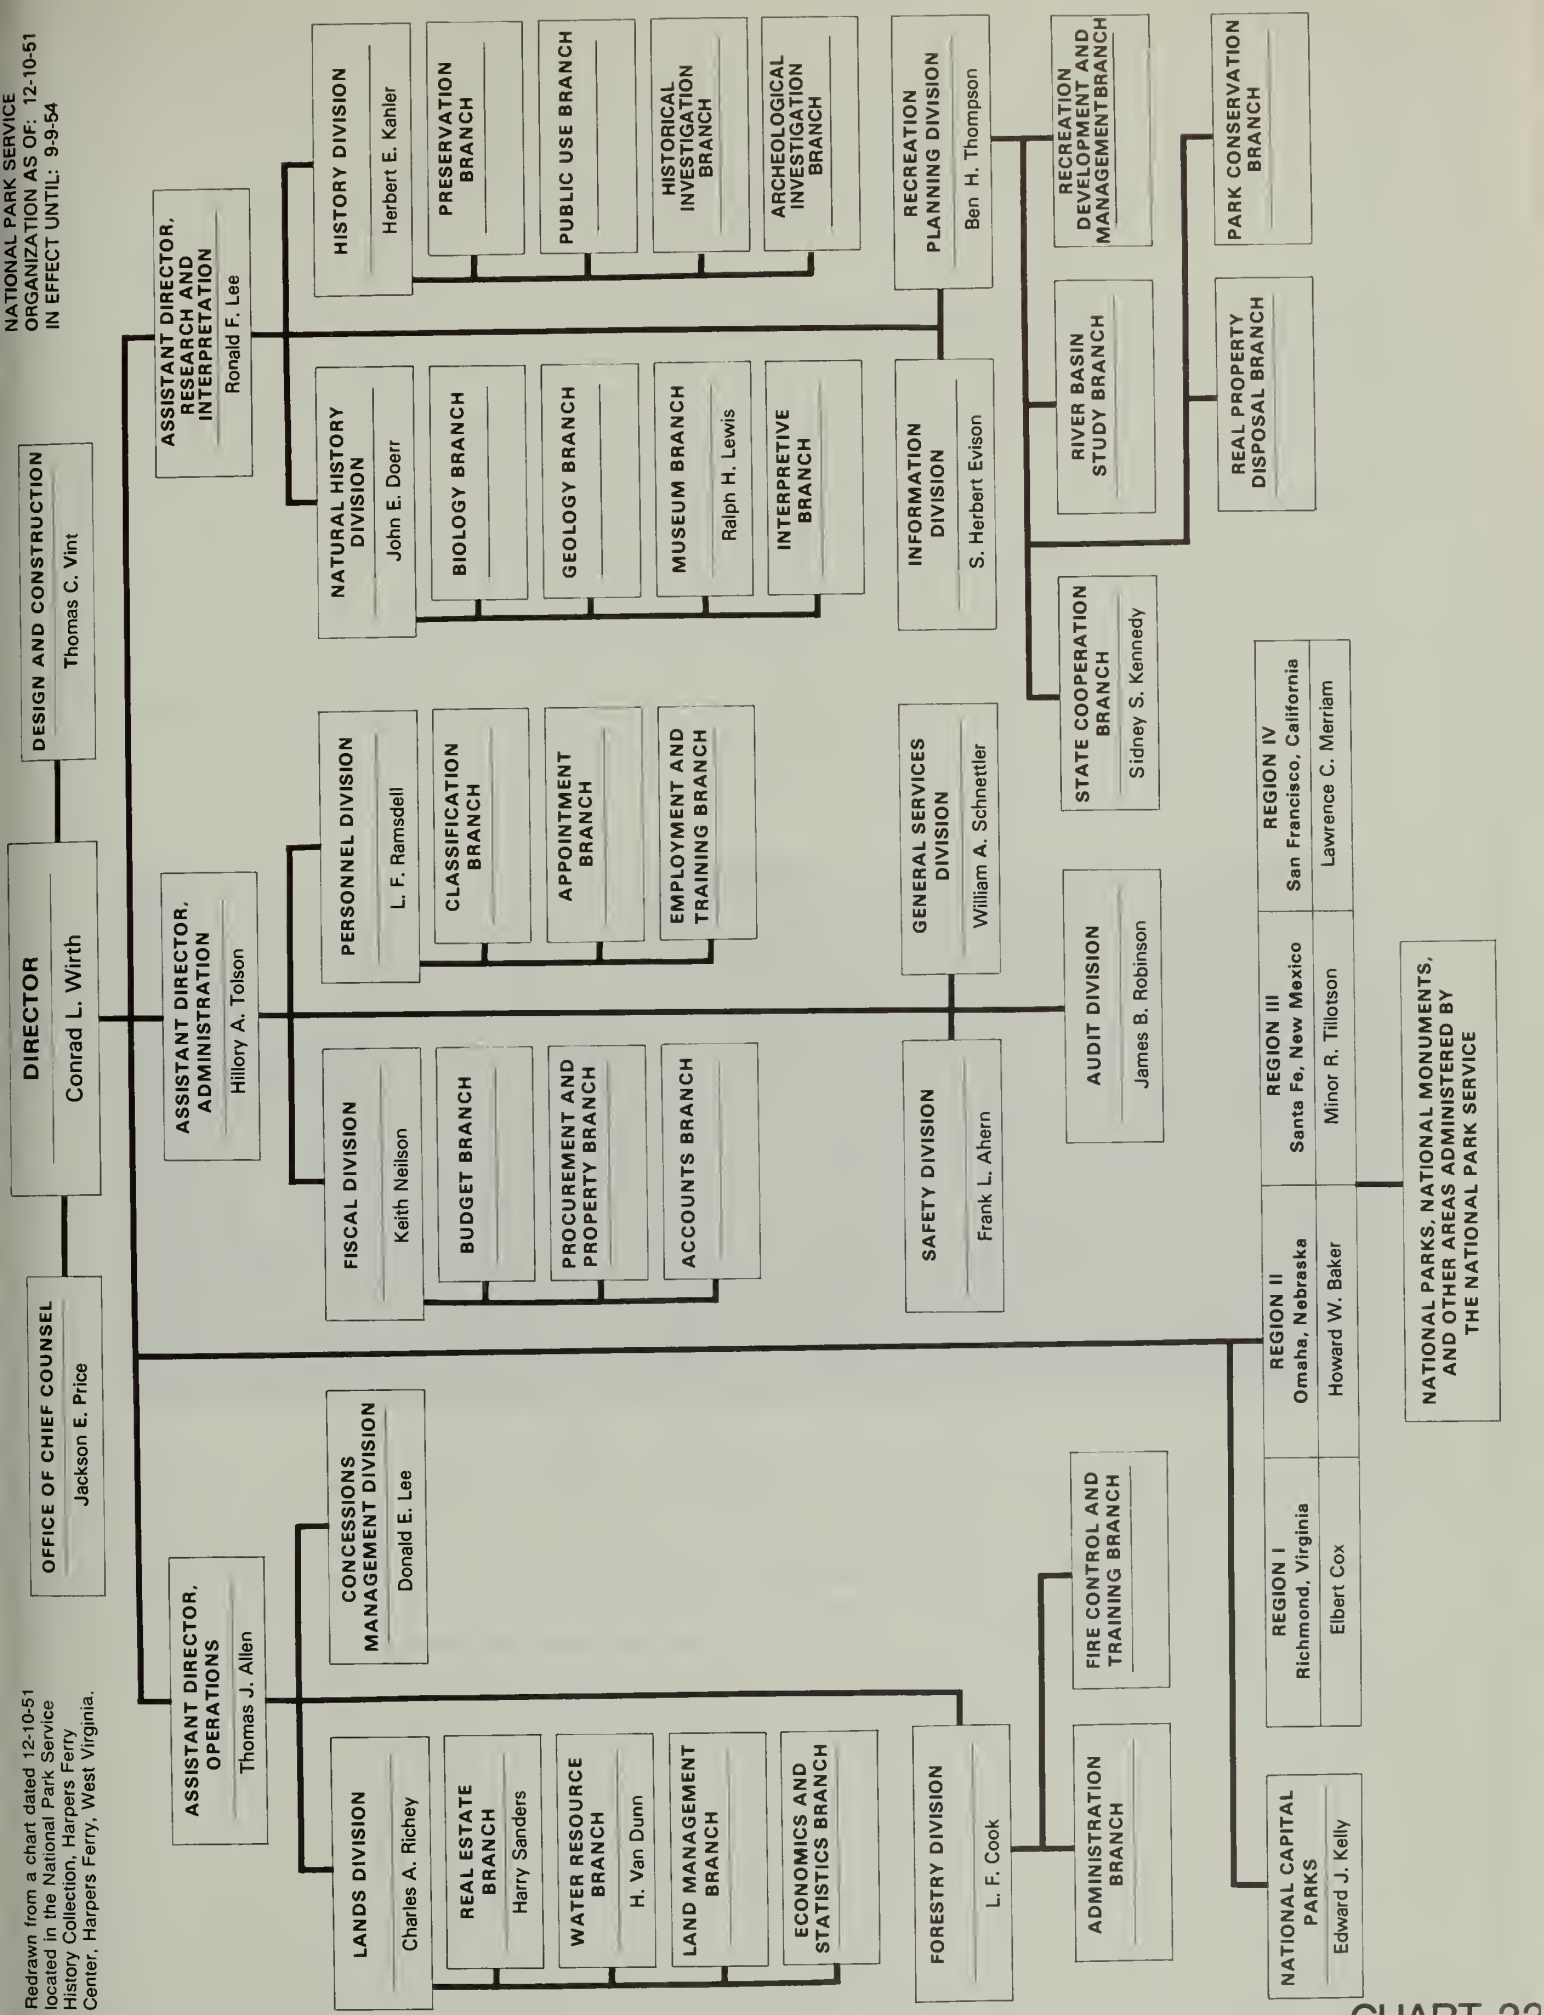 Redrawn from a chart dated 12-10-51
located in the National Park Service
History Collection, Harpers Ferry
Center, Harpers Ferry, West Virginia.
NATIONAL PARK SERVICE
ORGANIZATION AS OF: 12-10-51
IN EFFECT UNTIL: 9-9-54
DIRECTOR
Conrad L. Wirth
OFFICE OF CHIEF COUNSEL
Jackson E. Price
DESIGN AND CONSTRUCTION
Thomas C. Vint
ASSISTANT DIRECTOR,
OPERATIONS
Thomas J. Allen
LANDS DIVISION
Charles A. Richey
REAL ESTATE
BRANCH
Harry Sanders
WATER RESOURCE
BRANCH
H. Van Dunn
LAND MANAGEMENT
BRANCH
ECONOMICS AND
STATISTICS BRANCH
CONCESSIONS
MANAGEMENT DIVISION
Donald E. Lee
FORESTRY DIVISION
L. F. Cook
ADMINISTRATION
BRANCH
FIRE CONTROL AND
TRAINING BRANCH
ASSISTANT DIRECTOR,
ADMINISTRATION
Hillory A. Tolson
FISCAL DIVISION
Keith Neilson
BUDGET BRANCH
PROCUREMENT AND
PROPERTY BRANCH
ACCOUNTS BRANCH
PERSONNEL DIVISION
L. F. Ramsdell
CLASSIFICATION
BRANCH
APPOINTMENT
BRANCH
EMPLOYMENT AND
TRAINING BRANCH
SAFETY DIVISION
Frank L. Ahern
GENERAL SERVICES
DIVISION
William A. Schnettler
AUDIT DIVISION
James B. Robinson
ASSISTANT DIRECTOR,
RESEARCH AND
INTERPRETATION
Ronald F. Lee
NATURAL HISTORY
DIVISION
John E. Doerr
BIOLOGY BRANCH
GEOLOGY BRANCH
MUSEUM BRANCH
Ralph H. Lewis
INTERPRETIVE
BRANCH
HISTORY DIVISION
Herbert E. Kahler
PRESERVATION
BRANCH
PUBLIC USE BRANCH
HISTORICAL
INVESTIGATION
BRANCH
ARCHEOLOGICAL
INVESTIGATION
BRANCH
INFORMATION
DIVISION
S. Herbert Evison
RECREATION
PLANNING DIVISION
Ben H. Thompson
STATE COOPERATION
BRANCH
Sidney S. Kennedy
RIVER BASIN
STUDY BRANCH
RECREATION
DEVELOPMENT AND
MANAGEMENT BRANCH
REAL PROPERTY
DISPOSAL BRANCH
PARK CONSERVATION
BRANCH
NATIONAL CAPITAL
PARKS
Edward J. Kelly
REGION I
Richmond, Virginia
Elbert Cox
REGION II
Omaha, Nebraska
Howard W. Baker
REGION III
Santa Fe, New Mexico
Minor R. Tillotson
REGION IV
San Francisco, California
Lawrence C. Merriam
NATIONAL PARKS, NATIONAL MONUMENTS,
AND OTHER AREAS ADMINISTERED BY
THE NATIONAL PARK SERVICE
CHART